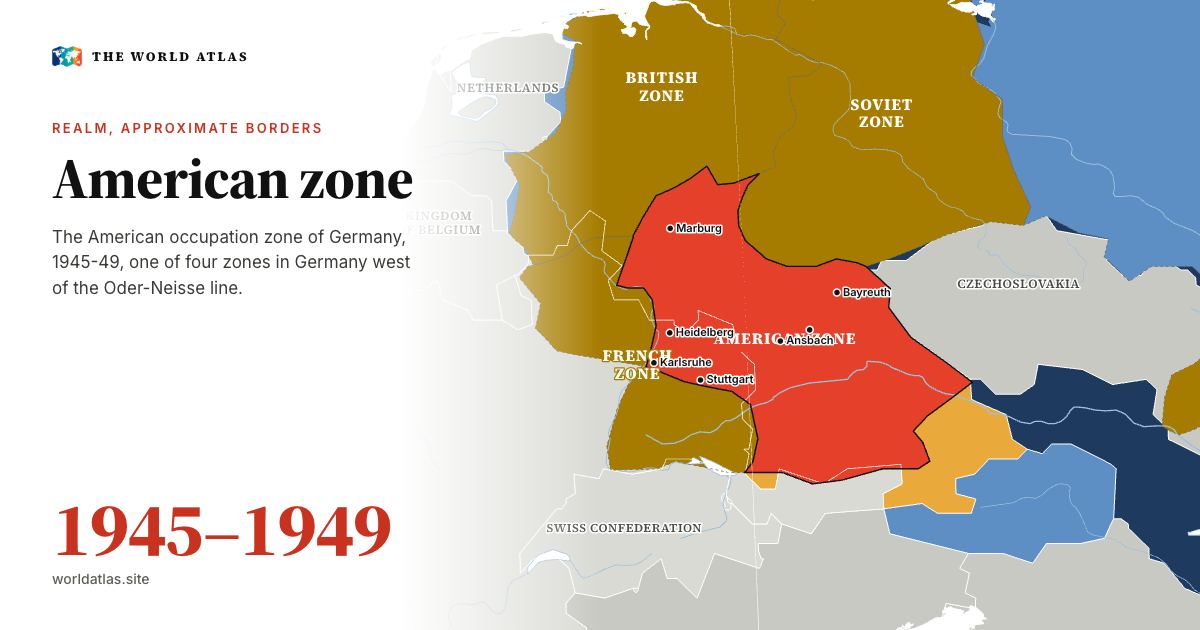 THE WORLD ATLAS
REALM, APPROXIMATE BORDERS
American zone
The American occupation zone of Germany,
1945-49, one of four zones in Germany west
of the Oder-Neisse line.
1945–1949
worldatlas.site
NETHERLANDS
BRITISH
ZONE
SOVIET
ZONE
KINGDOM
BELGIUM
Marburg
CZECHOSLOVAKIA
Bayreuth
Heidelberg
AMERICAN ZONE
Ansbach
FRENCH
ZONE
Karlsruhe
Stuttgart
SWISS CONFEDERATION